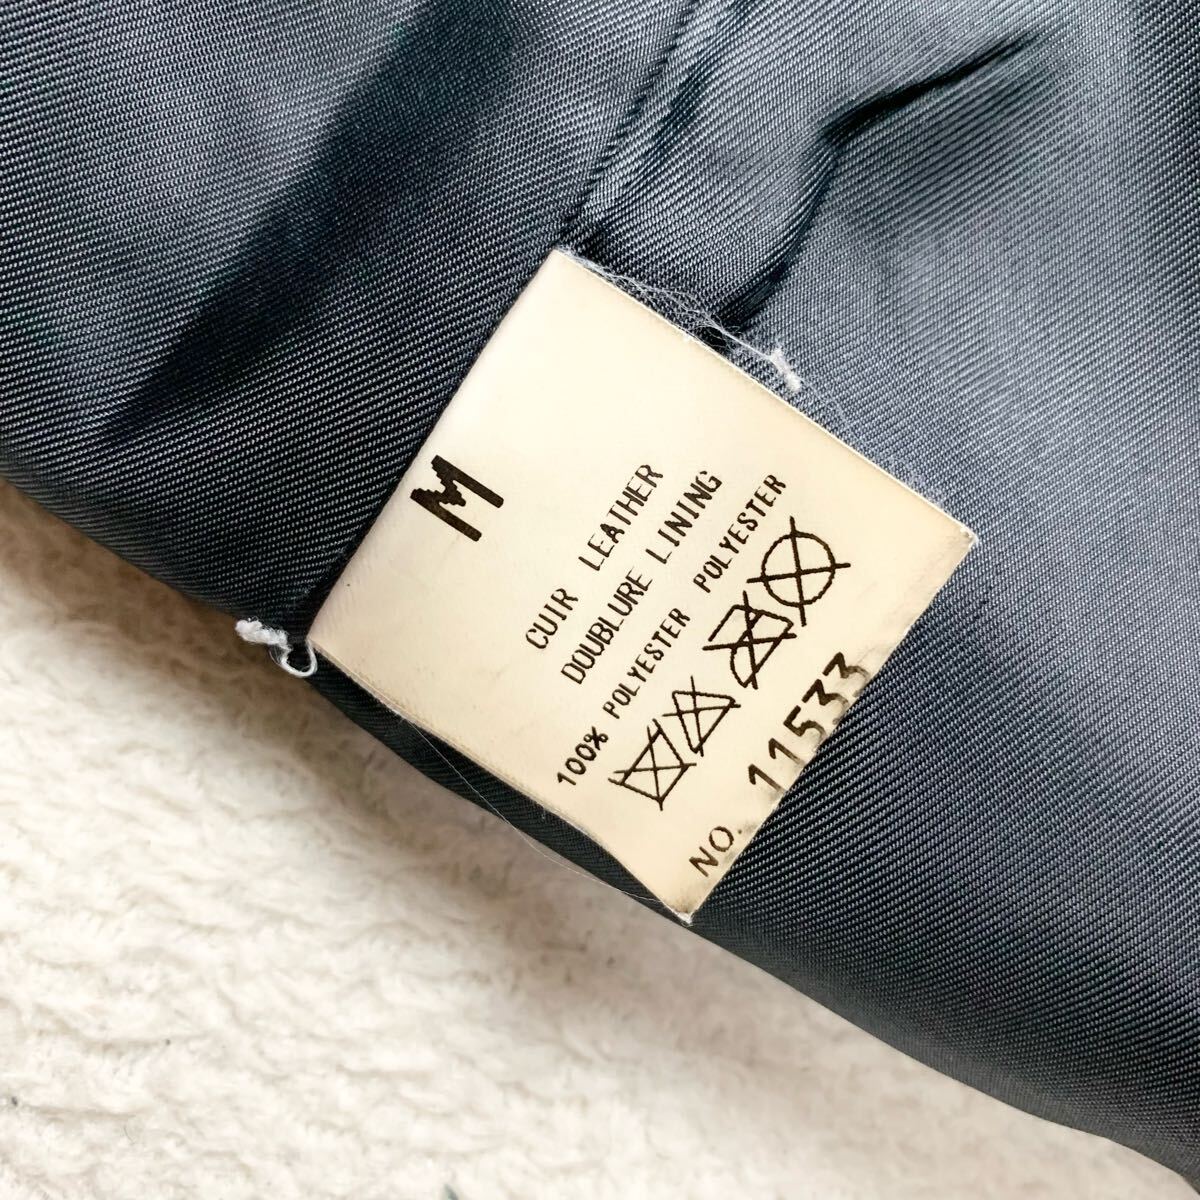 M
CUIR LEATHER
DOUBLURE LINING
100% POLYESTER POLYESTER
NO. 11533